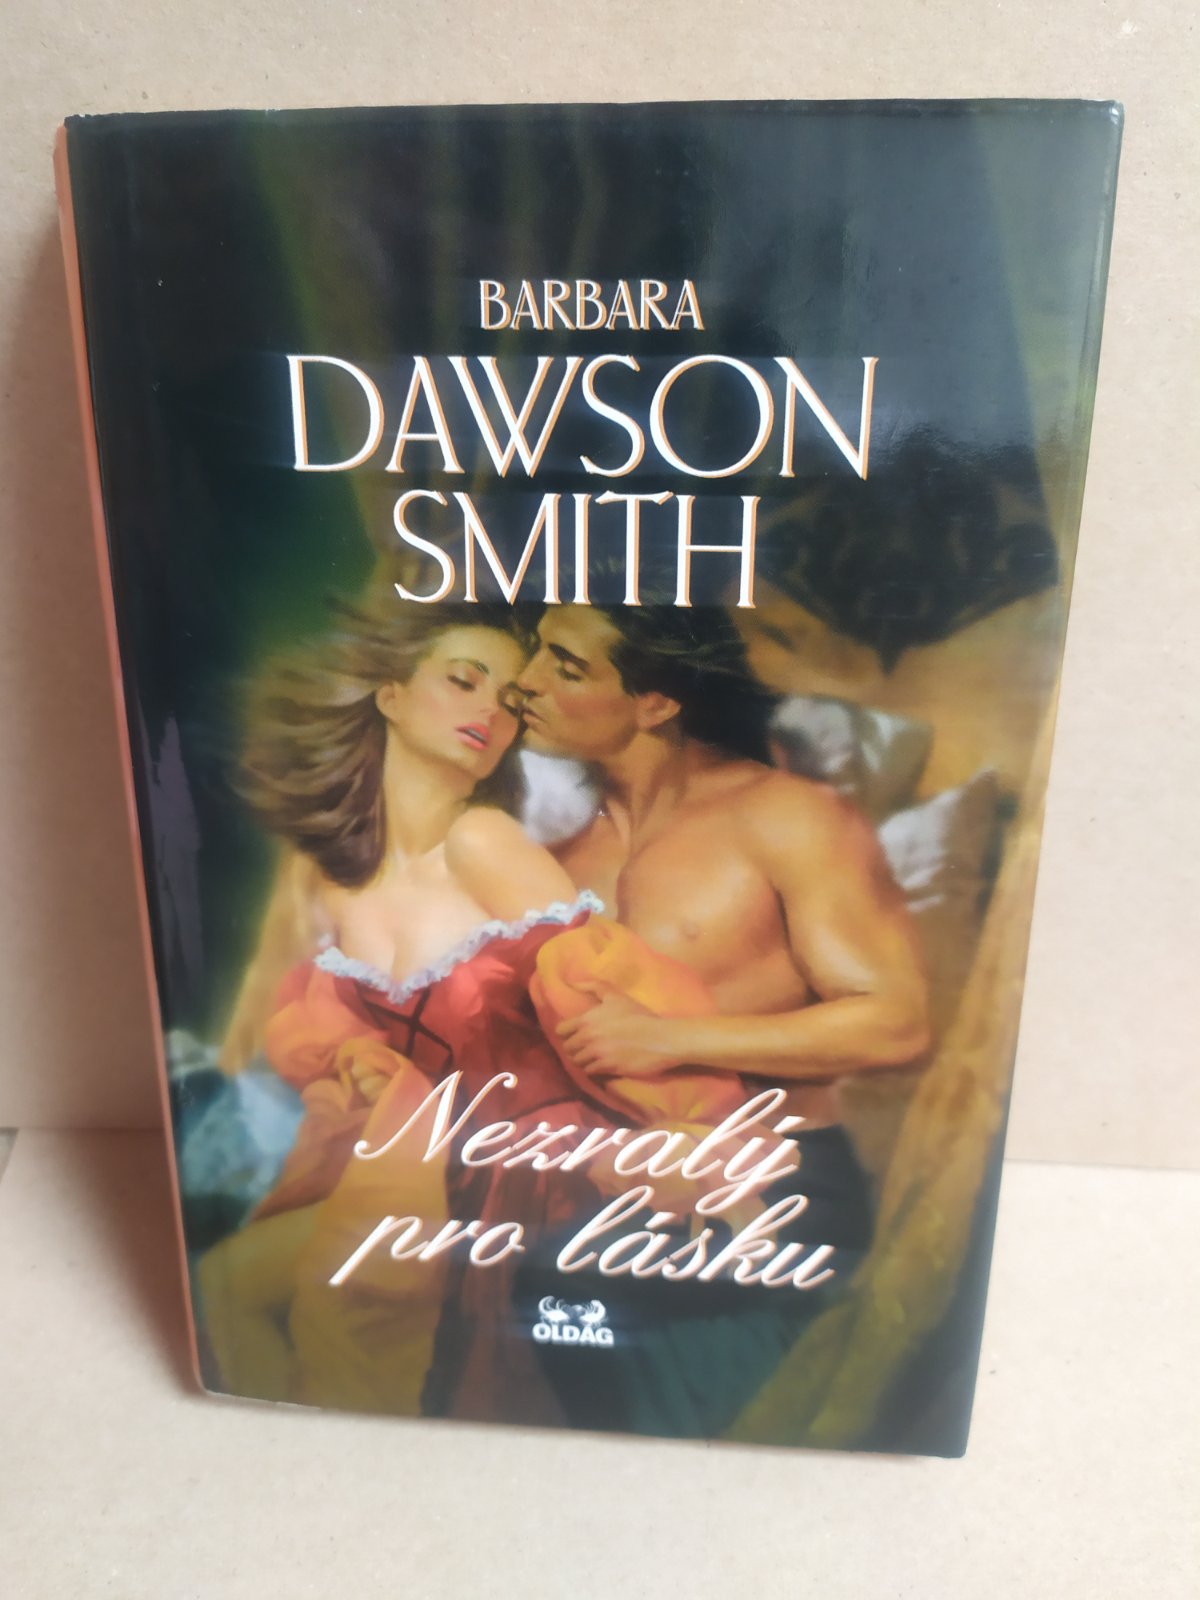 BARBARA
DAWSON
SMITH
Nezralý
pro lásku
OLDAG